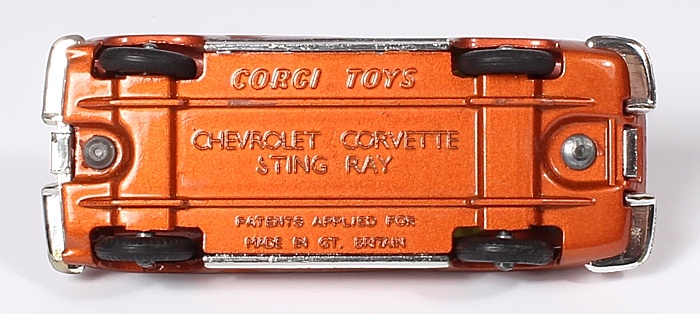 CORGI TOYS
CHEVROLET CORVETTE
STING RAY
PATENTS APPLIED FOR
MADE IN GT. BRITAIN